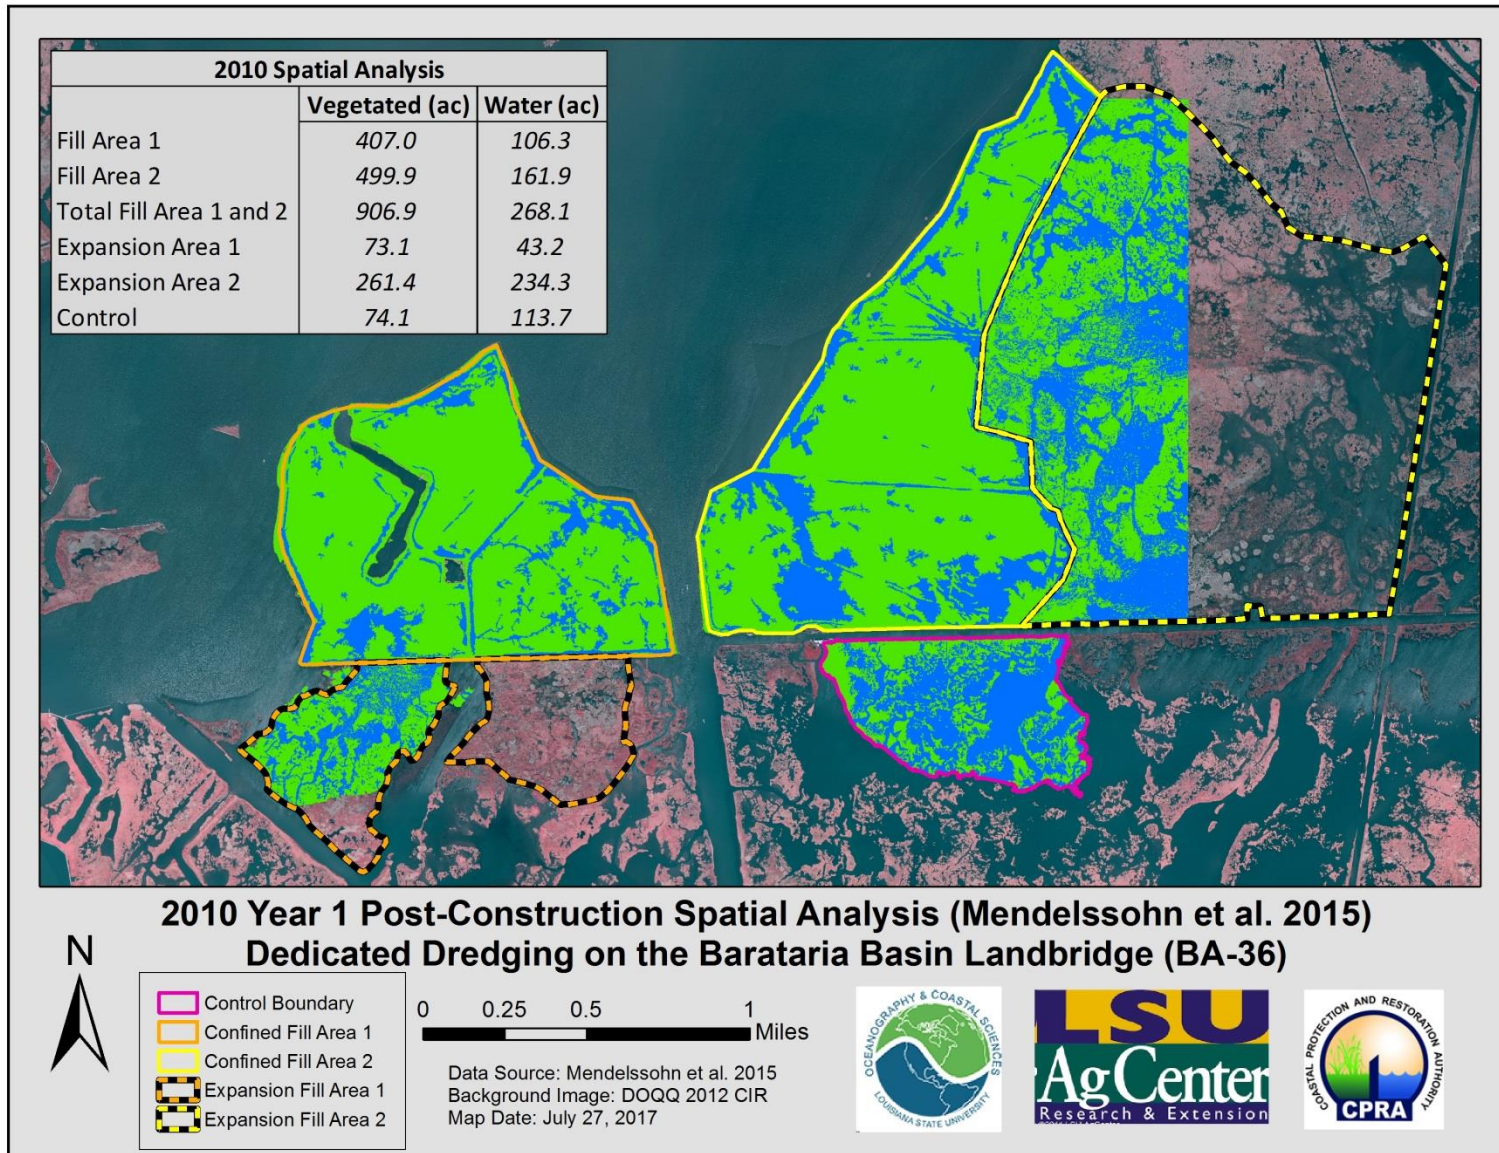 2010 Spatial Analysis
Vegetated (ac) Water (ac)
Fill Area 1 407.0 106.3
Fill Area 2 499.9 161.9
Total Fill Area 1 and 2 906.9 268.1
Expansion Area 1 73.1 43.2
Expansion Area 2 261.4 234.3
Control 74.1 113.7
2010 Year 1 Post-Construction Spatial Analysis (Mendelssohn et al. 2015)
Dedicated Dredging on the Barataria Basin Landbridge (BA-36)
N
Control Boundary
Confined Fill Area 1
Confined Fill Area 2
Expansion Fill Area 1
Expansion Fill Area 2
0 0.25 0.5 1
Miles
Data Source: Mendelssohn et al. 2015
Background Image: DOQQ 2012 CIR
Map Date: July 27, 2017
OCEANOGRAPHY & COASTAL SCIENCES
LOUISIANA STATE UNIVERSITY
LSU
AgCenter
Research & Extension
COASTAL PROTECTION AND RESTORATION AUTHORITY
CPRA